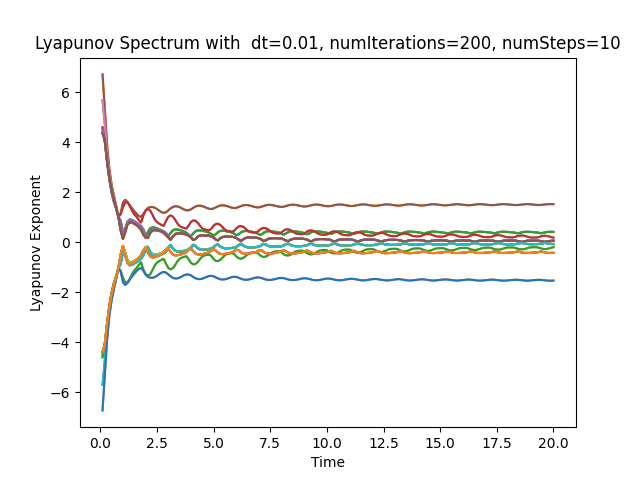 Lyapunov Spectrum with  dt=0.01, numIterations=200, numSteps=10
6
4
2
0
−2
−4
−6
Lyapunov Exponent
0.0 2.5 5.0 7.5 10.0 12.5 15.0 17.5 20.0
Time